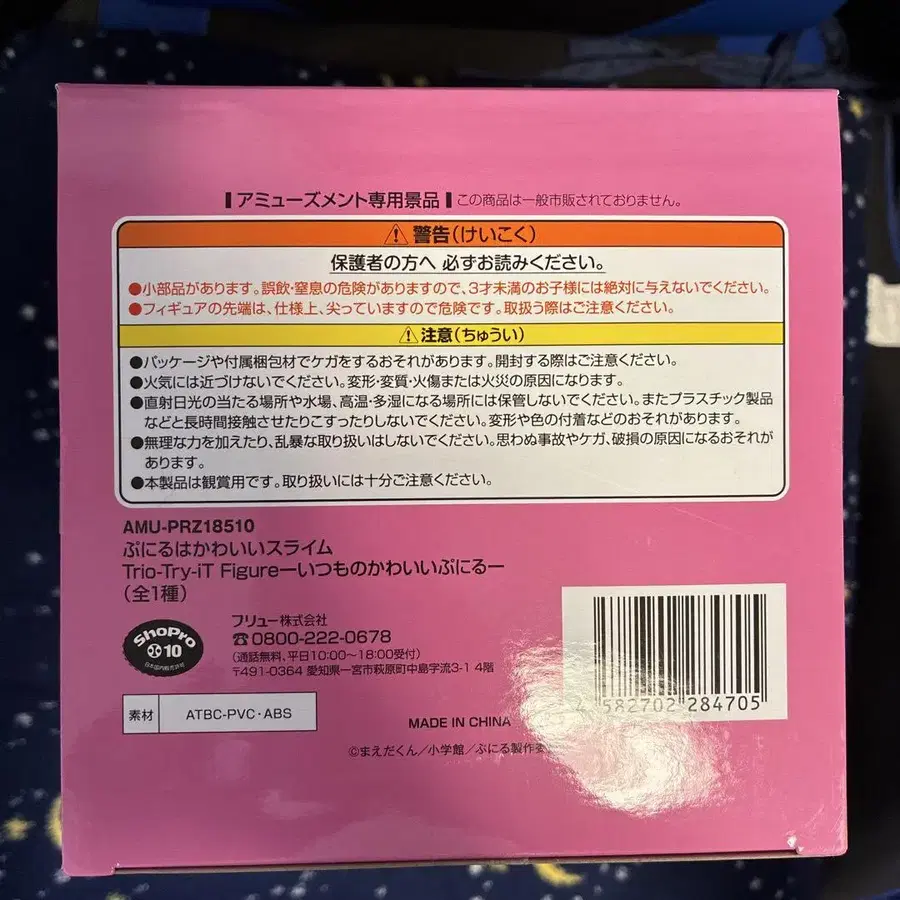 アミューズメント専用景品 この商品は一般市販されておりません。
警告(けいこく)
保護者の方へ 必ずお読みください。
●小部品があります。誤飲・窒息の危険がありますので、3才未満のお子様には絶対に与えないでください。
●フィギュアの先端は、仕様上、尖っていますので危険です。取扱う際はご注意ください。
注意(ちゅうい)
●パッケージや付属梱包材でケガをするおそれがあります。開封する際はご注意ください。
●火気には近づけないでください。変形・変質・火傷または火災の原因になります。
●直射日光の当たる場所や水場、高温・多湿になる場所には保管しないでください。またプラスチック製品
などと長時間接触させたりこすったりしないでください。変形や色の付着などのおそれがあります。
●無理な力を加えたり、乱暴な取り扱いはしないでください。思わぬ事故やケガ、破損の原因になるおそれが
あります。
●本製品は観賞用です。取り扱いには十分ご注意ください。
AMU-PRZ18510
ぷにるはかわいいスライム
Trio-Try-iT Figureーいつものかわいいぷにるー
(全1種)
ShoPro
10
日本国内販売許諾
フリュー株式会社
☎0800-222-0678
(通話無料、平日10:00〜18:00受付)
〒491-0364 愛知県一宮市萩原町中島字流3-1 4階
素材 ATBC-PVC・ABS
MADE IN CHINA
©まえだくん/小学館/ぷにる製作委
4 582702 284705